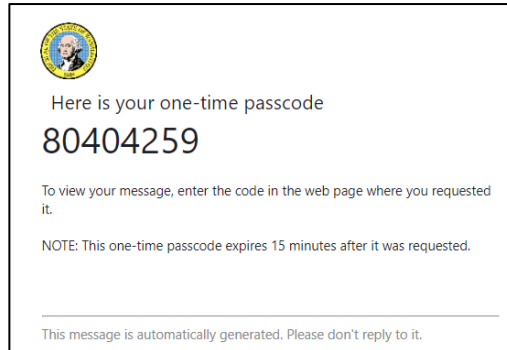 Here is your one-time passcode
80404259
To view your message, enter the code in the web page where you requested
it.
NOTE: This one-time passcode expires 15 minutes after it was requested.
This message is automatically generated. Please don't reply to it.